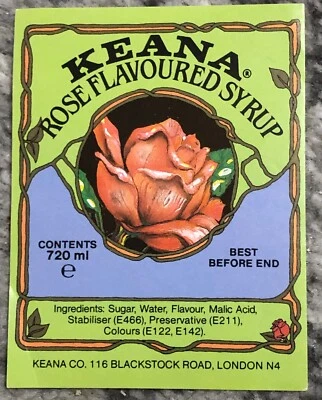 KEANA®
ROSE FLAVOURED SYRUP
CONTENTS
720 ml
℮
BEST
BEFORE END
Ingredients: Sugar, Water, Flavour, Malic Acid,
Stabiliser (E466), Preservative (E211),
Colours (E122, E142).
KEANA CO. 116 BLACKSTOCK ROAD, LONDON N4